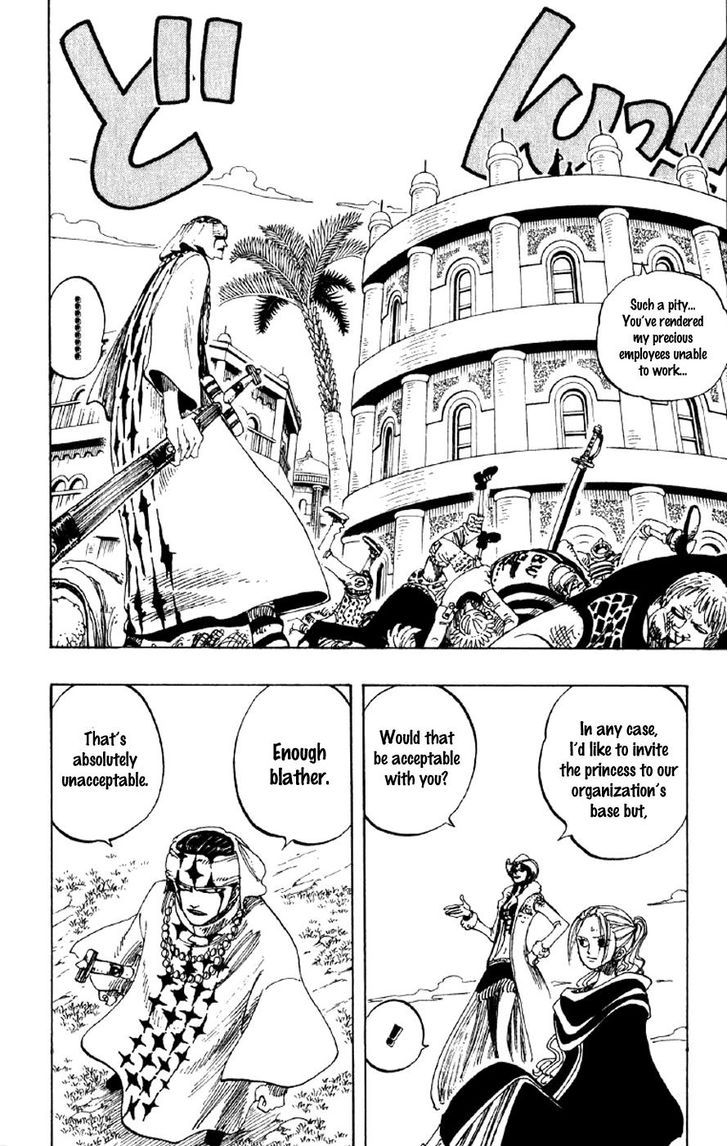 どんっ!!
Such a pity...
You've rendered
my precious
employees unable
to work...
.........
In any case,
I'd like to invite
the princess to our
organization's
base but,
Would that
be acceptable
with you?
!
Enough
blather.
That's
absolutely
unacceptable.